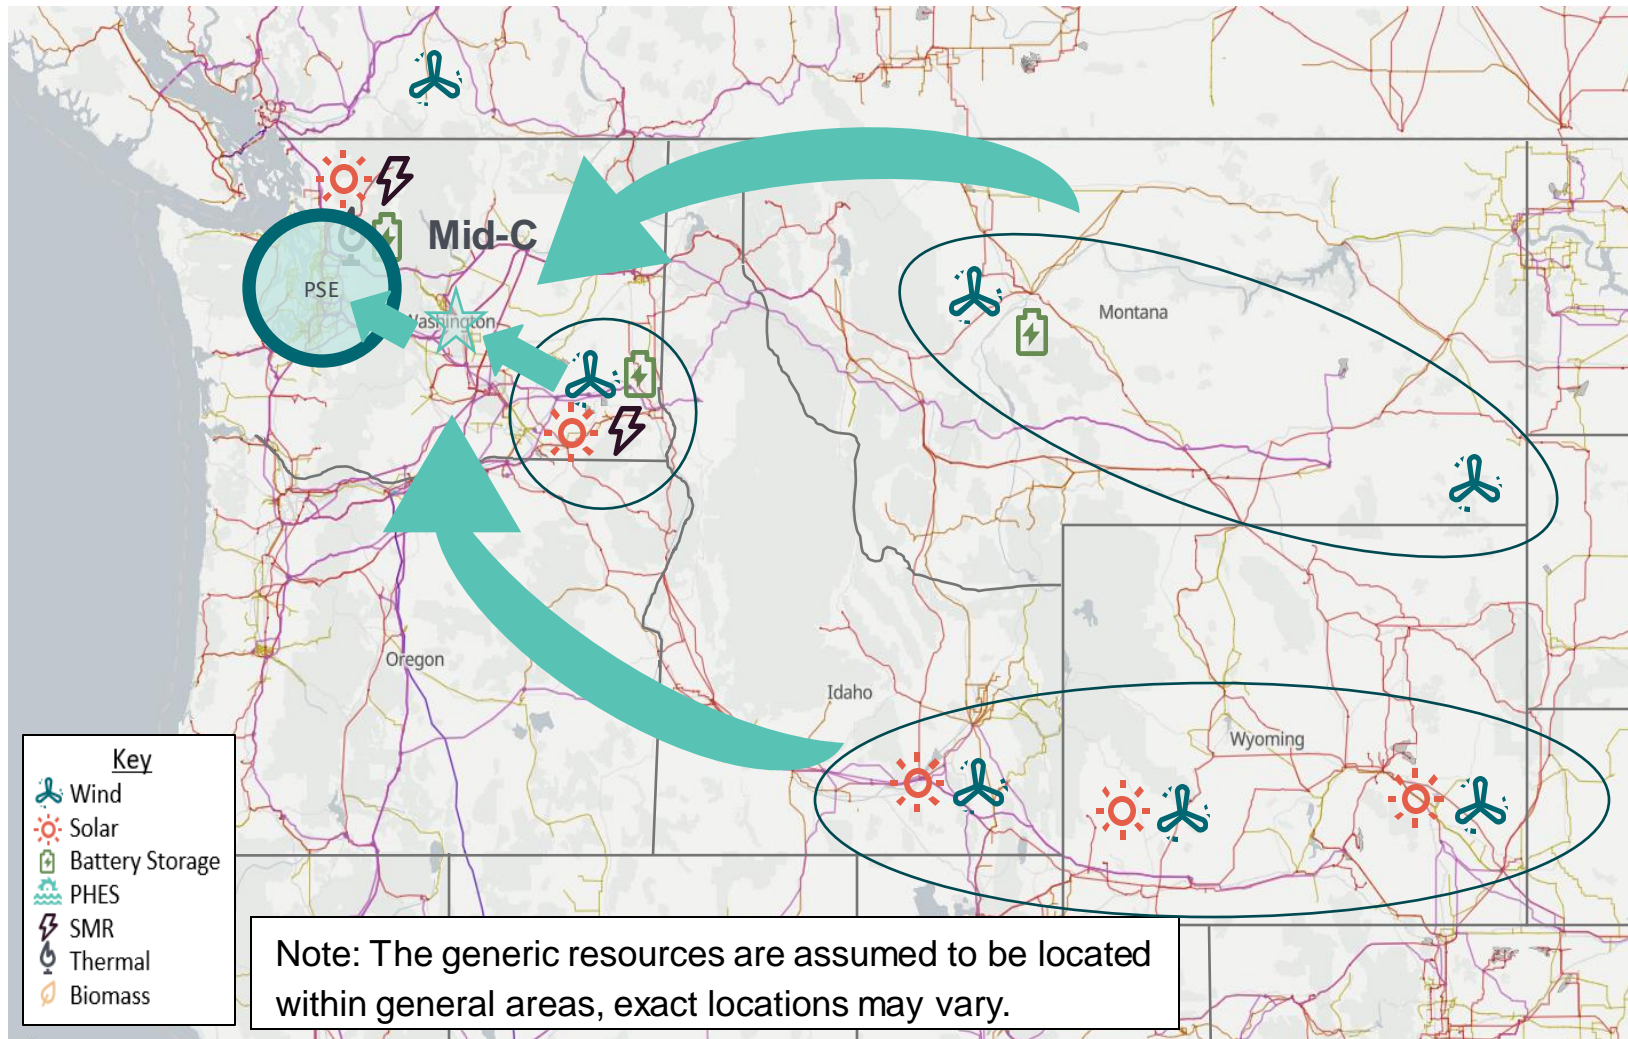 Mid-C
PSE
Washington
Montana
Oregon
Idaho
Wyoming
Key
Wind
Solar
Battery Storage
PHES
SMR
Thermal
Biomass
Note: The generic resources are assumed to be located
within general areas, exact locations may vary.